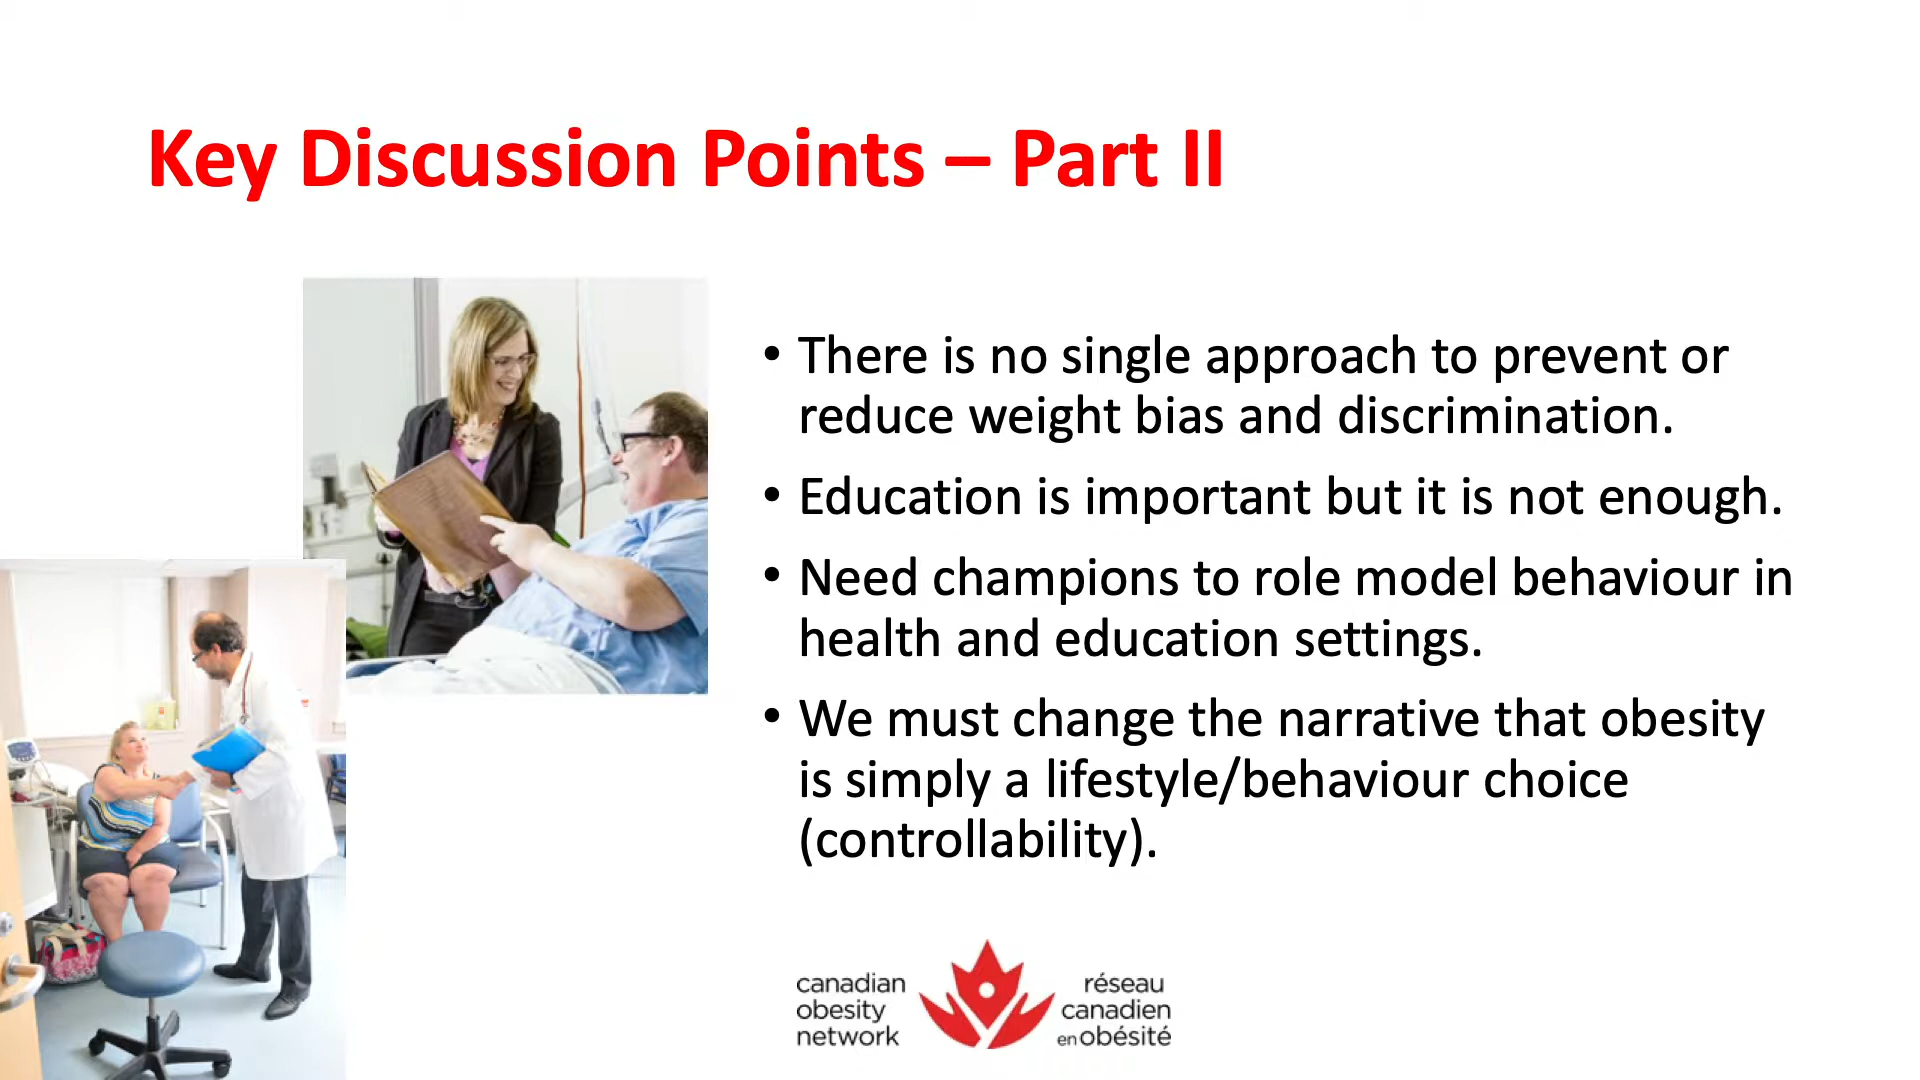 Key Discussion Points – Part II
• There is no single approach to prevent or
reduce weight bias and discrimination.
• Education is important but it is not enough.
• Need champions to role model behaviour in
health and education settings.
• We must change the narrative that obesity
is simply a lifestyle/behaviour choice
(controllability).
canadian
obesity
network
réseau
canadien
en obésité